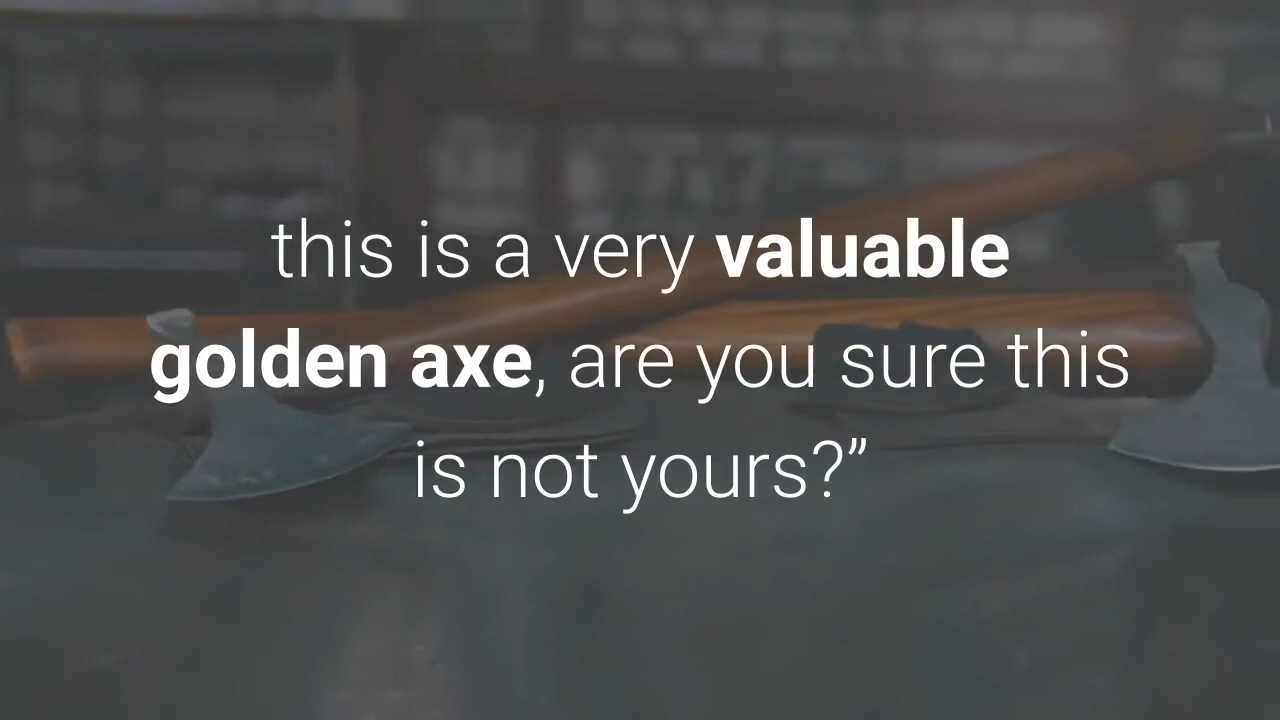 this is a very valuable
golden axe, are you sure this
is not yours?”